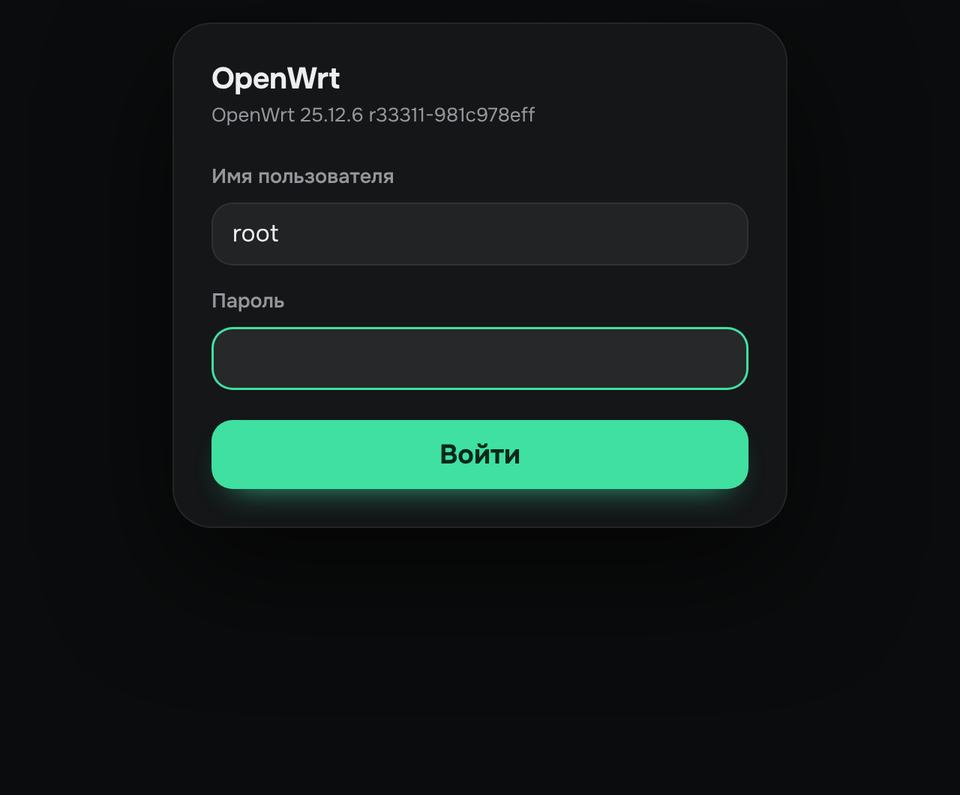 OpenWrt
OpenWrt 25.12.6 r33311-981c978eff
Имя пользователя
root
Пароль
Войти